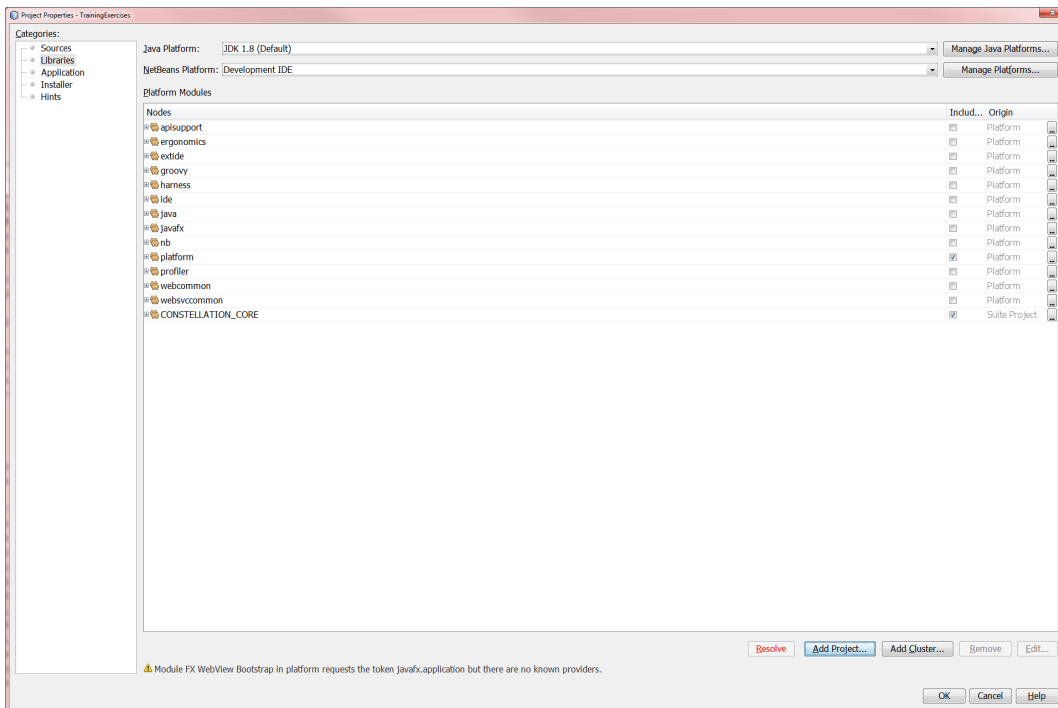 Project Properties - TrainingExercises
Categories:
Sources
Libraries
Application
Installer
Hints
Java Platform: JDK 1.8 (Default) Manage Java Platforms...
NetBeans Platform: Development IDE Manage Platforms...
Platform Modules
Nodes Includ... Origin
apisupport Platform ...
ergonomics Platform ...
extide Platform ...
groovy Platform ...
harness Platform ...
ide Platform ...
java Platform ...
javafx Platform ...
nb Platform ...
platform Platform ...
profiler Platform ...
webcommon Platform ...
websvccommon Platform ...
CONSTELLATION_CORE Suite Project ...
Resolve Add Project... Add Cluster... Remove Edit...
Module FX WebView Bootstrap in platform requests the token javafx.application but there are no known providers.
OK Cancel Help